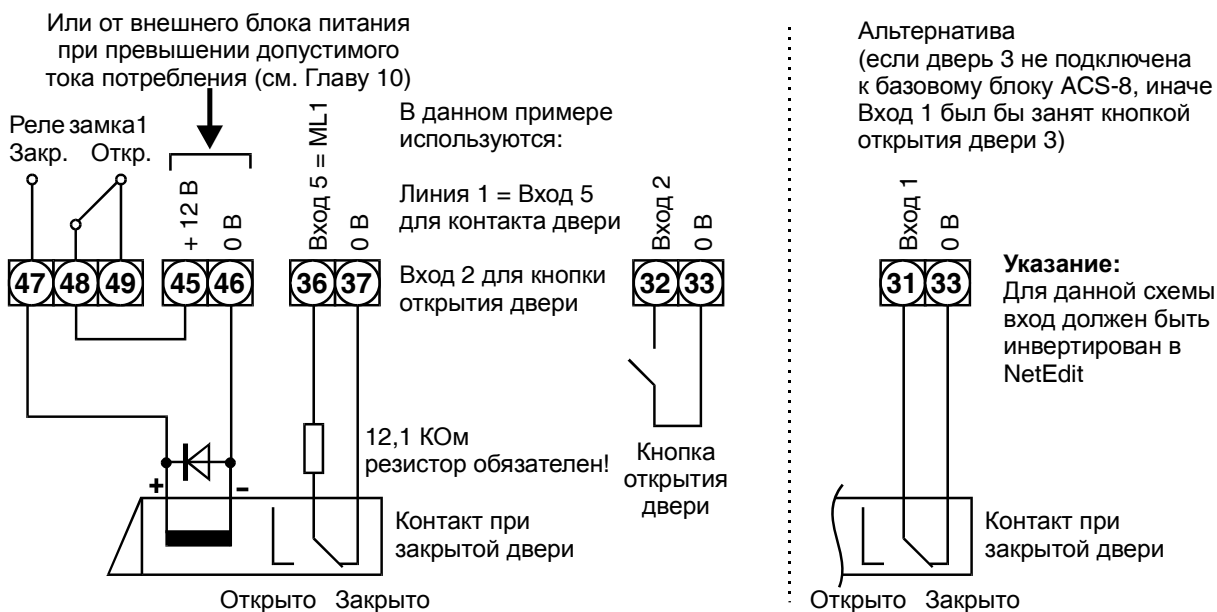 Или от внешнего блока питания
при превышении допустимого
тока потребления (см. Главу 10)
Реле замка1
Закр. Откр.
+ 12 В
0 В
Вход 5 = ML1
0 В
47 48 49
45 46
36 37
В данном примере
используются:
Линия 1 = Вход 5
для контакта двери
Вход 2 для кнопки
открытия двери
Вход 2
0 В
32 33
12,1 КОм
резистор обязателен!
Кнопка
открытия
двери
+ -
Контакт при
закрытой двери
Открыто Закрыто
Альтернатива
(если дверь 3 не подключена
к базовому блоку ACS-8, иначе
Вход 1 был бы занят кнопкой
открытия двери 3)
Вход 1
0 В
31 33
Указание:
Для данной схемы
вход должен быть
инвертирован в
NetEdit
Контакт при
закрытой двери
Открыто Закрыто